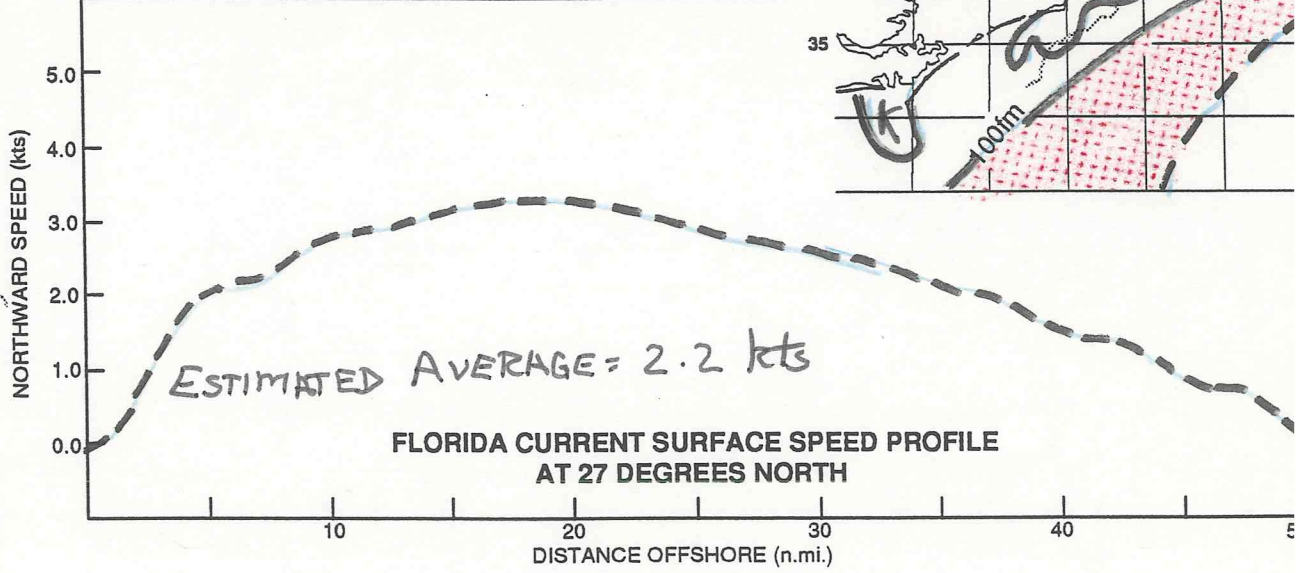 35
K
100fm
NORTHWARD SPEED (kts)
5.0
4.0
3.0
2.0
1.0
0.0
ESTIMATED AVERAGE = 2.2 kts
FLORIDA CURRENT SURFACE SPEED PROFILE
AT 27 DEGREES NORTH
10
20
30
40
DISTANCE OFFSHORE (n.mi.)